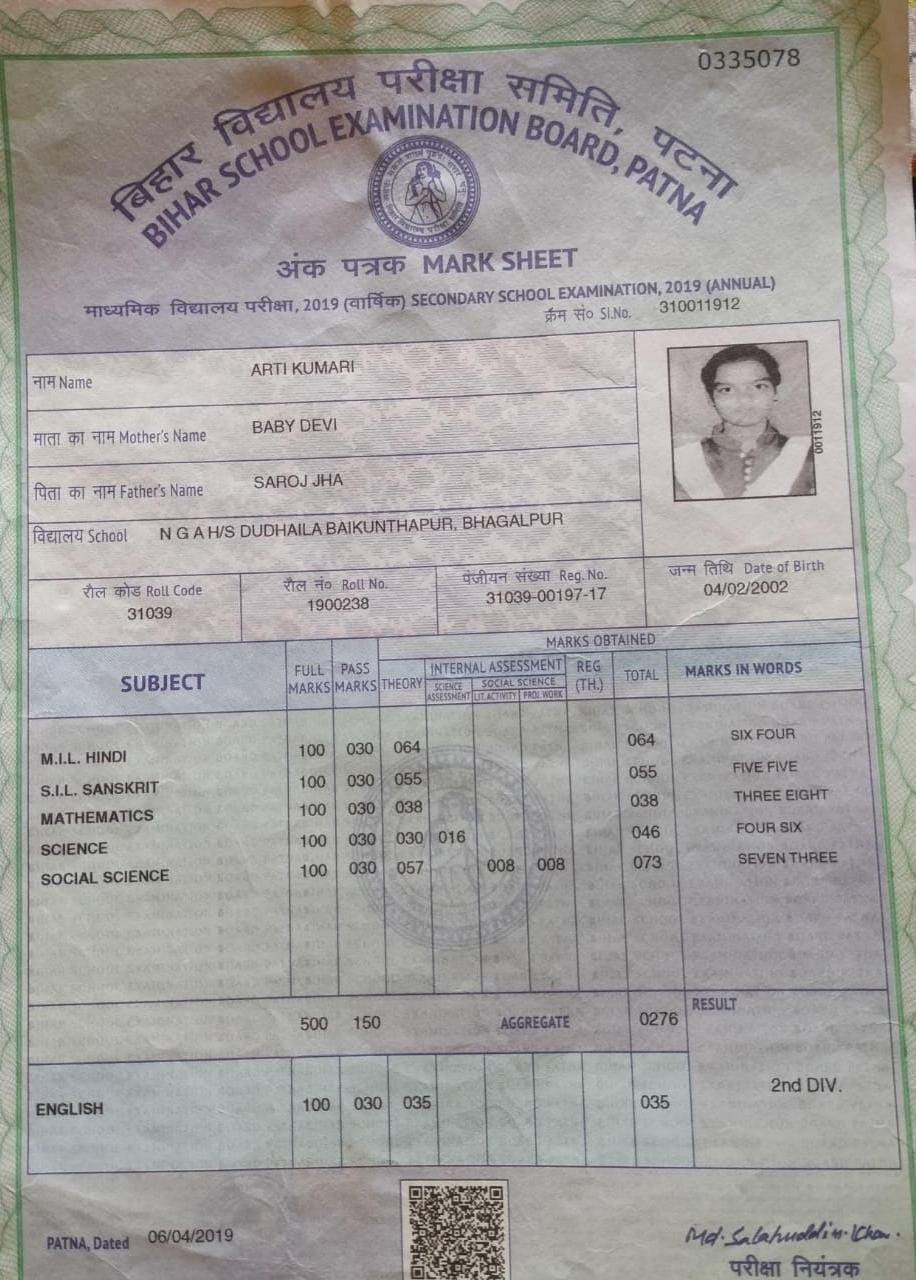 0335078
बिहार विद्यालय परीक्षा समिति, पटना
BIHAR SCHOOL EXAMINATION BOARD, PATNA
अंक पत्रक MARK SHEET
माध्यमिक विद्यालय परीक्षा, 2019 (वार्षिक) SECONDARY SCHOOL EXAMINATION, 2019 (ANNUAL)
क्रम सं० Sl.No. 310011912
नाम Name ARTI KUMARI
0011912
माता का नाम Mother's Name BABY DEVI
पिता का नाम Father's Name SAROJ JHA
विद्यालय School N G A H/S DUDHAILA BAIKUNTHAPUR, BHAGALPUR
रौल कोड Roll Code रौल नं० Roll No. पंजीयन संख्या Reg. No. जन्म तिथि Date of Birth
31039 1900238 31039-00197-17 04/02/2002
MARKS OBTAINED
SUBJECT FULL MARKS PASS MARKS THEORY INTERNAL ASSESSMENT REG (TH.) TOTAL MARKS IN WORDS
SCIENCE ASSESSMENT SOCIAL SCIENCE
LIT.ACTIVITY PROJ. WORK
M.I.L. HINDI 100 030 064 064 SIX FOUR
S.I.L. SANSKRIT 100 030 055 055 FIVE FIVE
MATHEMATICS 100 030 038 038 THREE EIGHT
SCIENCE 100 030 030 016 046 FOUR SIX
SOCIAL SCIENCE 100 030 057 008 008 073 SEVEN THREE
500 150 AGGREGATE 0276 RESULT
2nd DIV.
ENGLISH 100 030 035 035
PATNA, Dated 06/04/2019
Md. Salahuddin Khan.
परीक्षा नियंत्रक